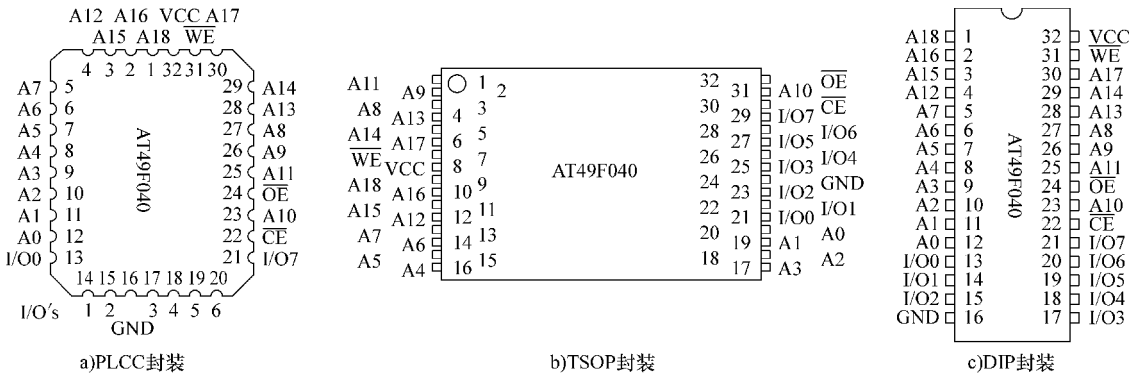 A12 A16 VCC A17
A15 A18 WE
4 3 2 1 32 31 30
A7 5 29 A14
A6 6 28 A13
A5 7 27 A8
A4 8 26 A9
A3 9 25 A11
A2 10 24 OE
A1 11 23 A10
A0 12 22 CE
I/O0 13 21 I/O7
14 15 16 17 18 19 20
I/O's 1 2 3 4 5 6
GND
AT49F040
a)PLCC封装
A11 1 32 OE
A9 2 31 A10
A8 3 30 CE
A13 4 29 I/O7
A14 5 28 I/O6
A17 6 27 I/O5
WE 7 26 I/O4
VCC 8 25 I/O3
A18 9 24 GND
A16 10 23 I/O2
A15 11 22 I/O1
A12 12 21 I/O0
A7 13 20 A0
A6 14 19 A1
A5 15 18 A2
A4 16 17 A3
AT49F040
b)TSOP封装
A18 1 32 VCC
A16 2 31 WE
A15 3 30 A17
A12 4 29 A14
A7 5 28 A13
A6 6 27 A8
A5 7 26 A9
A4 8 25 A11
A3 9 24 OE
A2 10 23 A10
A1 11 22 CE
A0 12 21 I/O7
I/O0 13 20 I/O6
I/O1 14 19 I/O5
I/O2 15 18 I/O4
GND 16 17 I/O3
AT49F040
c)DIP封装